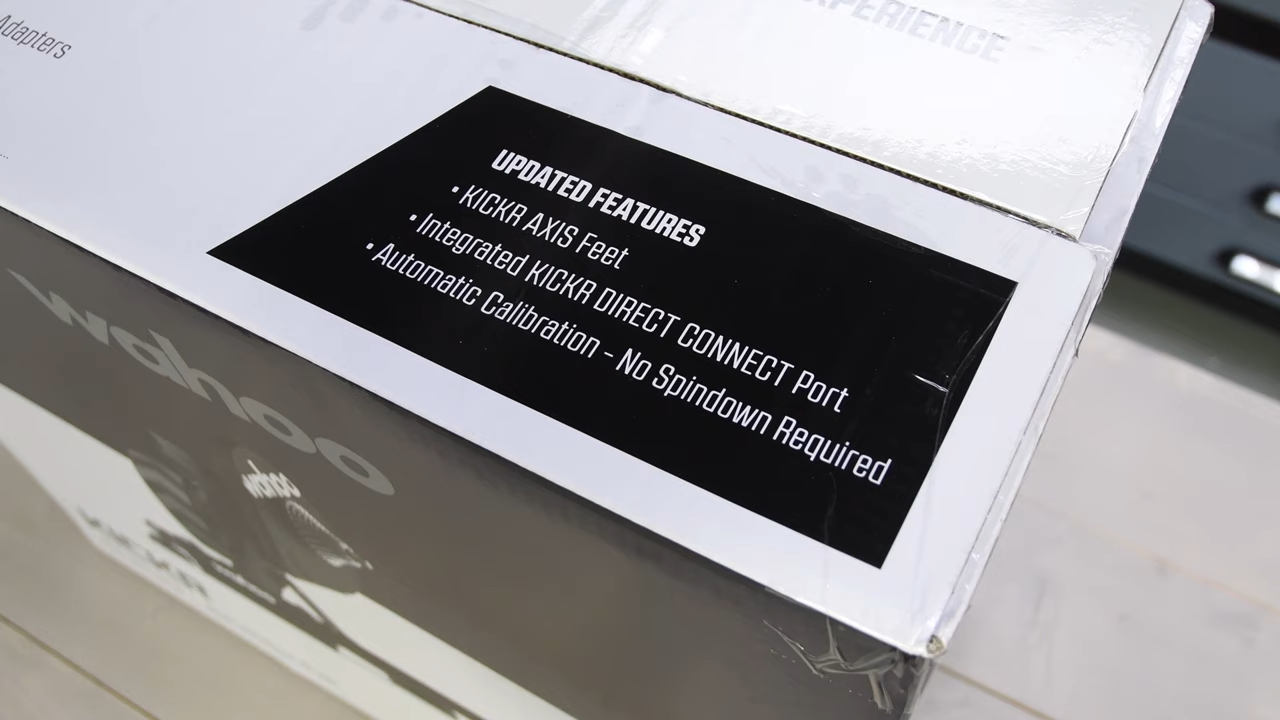 Adapters
EXPERIENCE
UPDATED FEATURES
• KICKR AXIS Feet
• Integrated KICKR DIRECT CONNECT Port
• Automatic Calibration - No Spindown Required
wahoo
wahoo